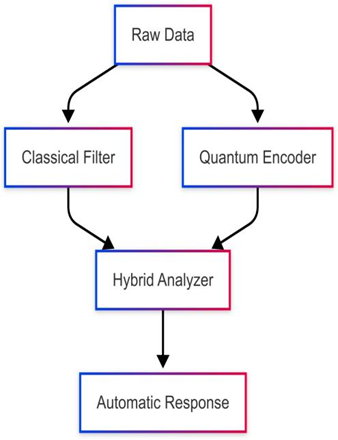 Raw Data
Classical Filter
Quantum Encoder
Hybrid Analyzer
Automatic Response